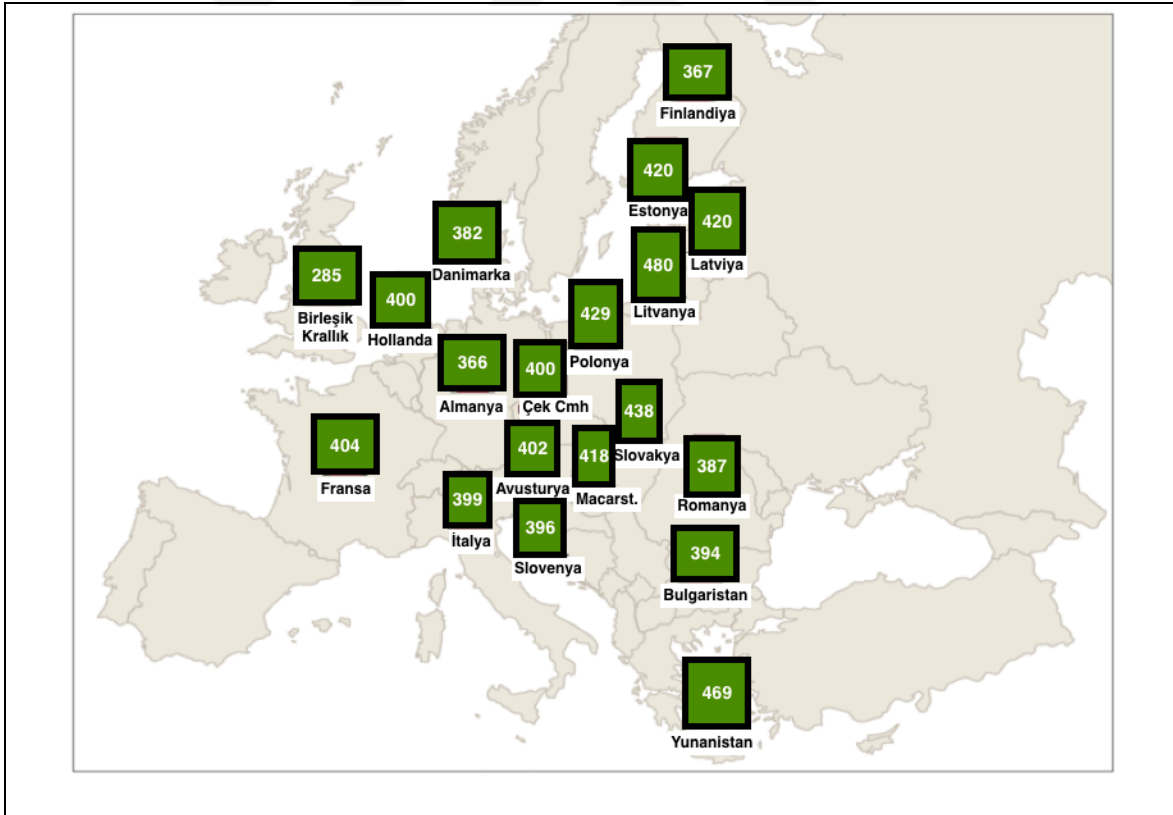 367
Finlandiya
420
Estonya
420
Latviya
382
Danimarka
480
Litvanya
285
Birleşik
Krallık
400
Hollanda
429
Polonya
366
Almanya
400
Çek Cmh
438
Slovakya
404
Fransa
402
Avusturya
418
Macarst.
387
Romanya
399
İtalya
396
Slovenya
394
Bulgaristan
469
Yunanistan